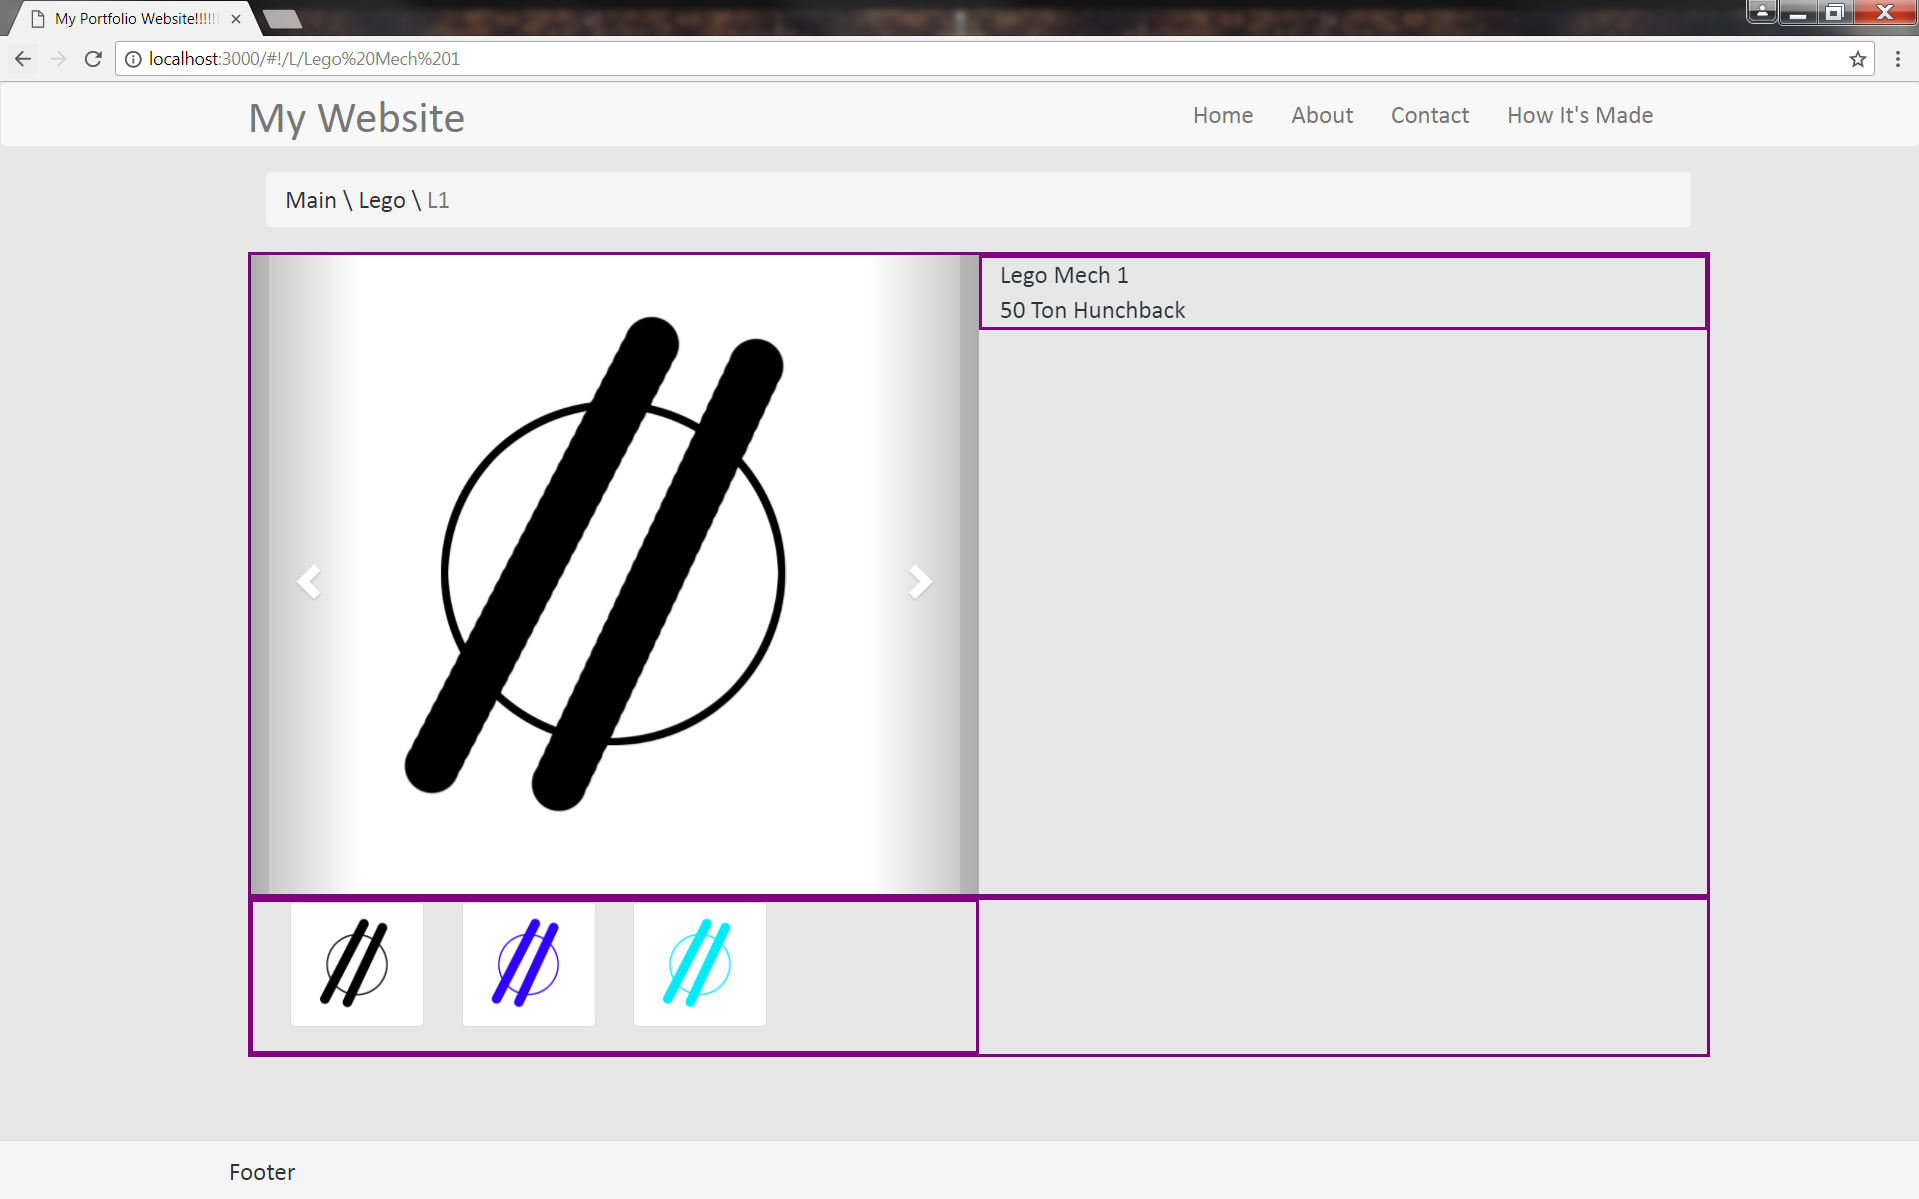 My Portfolio Website!!!!!!
localhost:3000/#!/L/Lego%20Mech%201
My Website
Home About Contact How It's Made
Main \ Lego \ L1
Lego Mech 1
50 Ton Hunchback
Footer